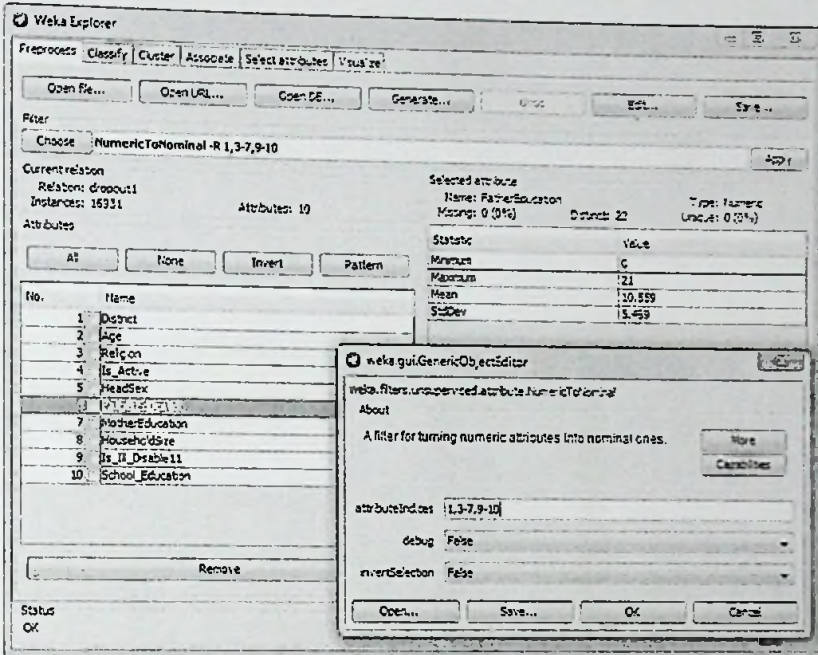 Weka Explorer
Preprocess Classify Cluster Associate Select attributes Visualize
Open file... Open URL... Open DB... Generate... Undo Edit... Save...
Filter
Choose NumericToNominal -R 1,3-7,9-10 Apply
Current relation
Relation: dropout1
Instances: 16331 Attributes: 10
Selected attribute
Name: FatherEducation Type: Numeric
Missing: 0 (0%) Distinct: 22 Unique: 0 (0%)
Statistic Value
Minimum 0
Maximum 21
Mean 10.559
StdDev
Attributes
All None Invert Pattern
No. Name
1 District
2 Age
3 Religion
4 Is_Active
5 HeadSex
7 MotherEducation
8 HouseholdSize
9 Is_Ill_Disable11
10 School_Education
Remove
Status
OK
weka.gui.GenericObjectEditor
weka.filters.unsupervised.attribute.NumericToNominal
About
A filter for turning numeric attributes into nominal ones.
More
Capabilities
attributeIndices 1,3-7,9-10
debug False
invertSelection False
Open... Save... OK Cancel